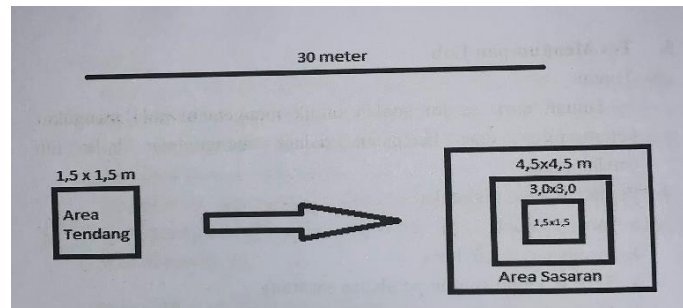 30 meter
1,5 x 1,5 m
Area
Tendang
4,5x4,5 m
3,0x3,0
1,5x1,5
Area Sasaran